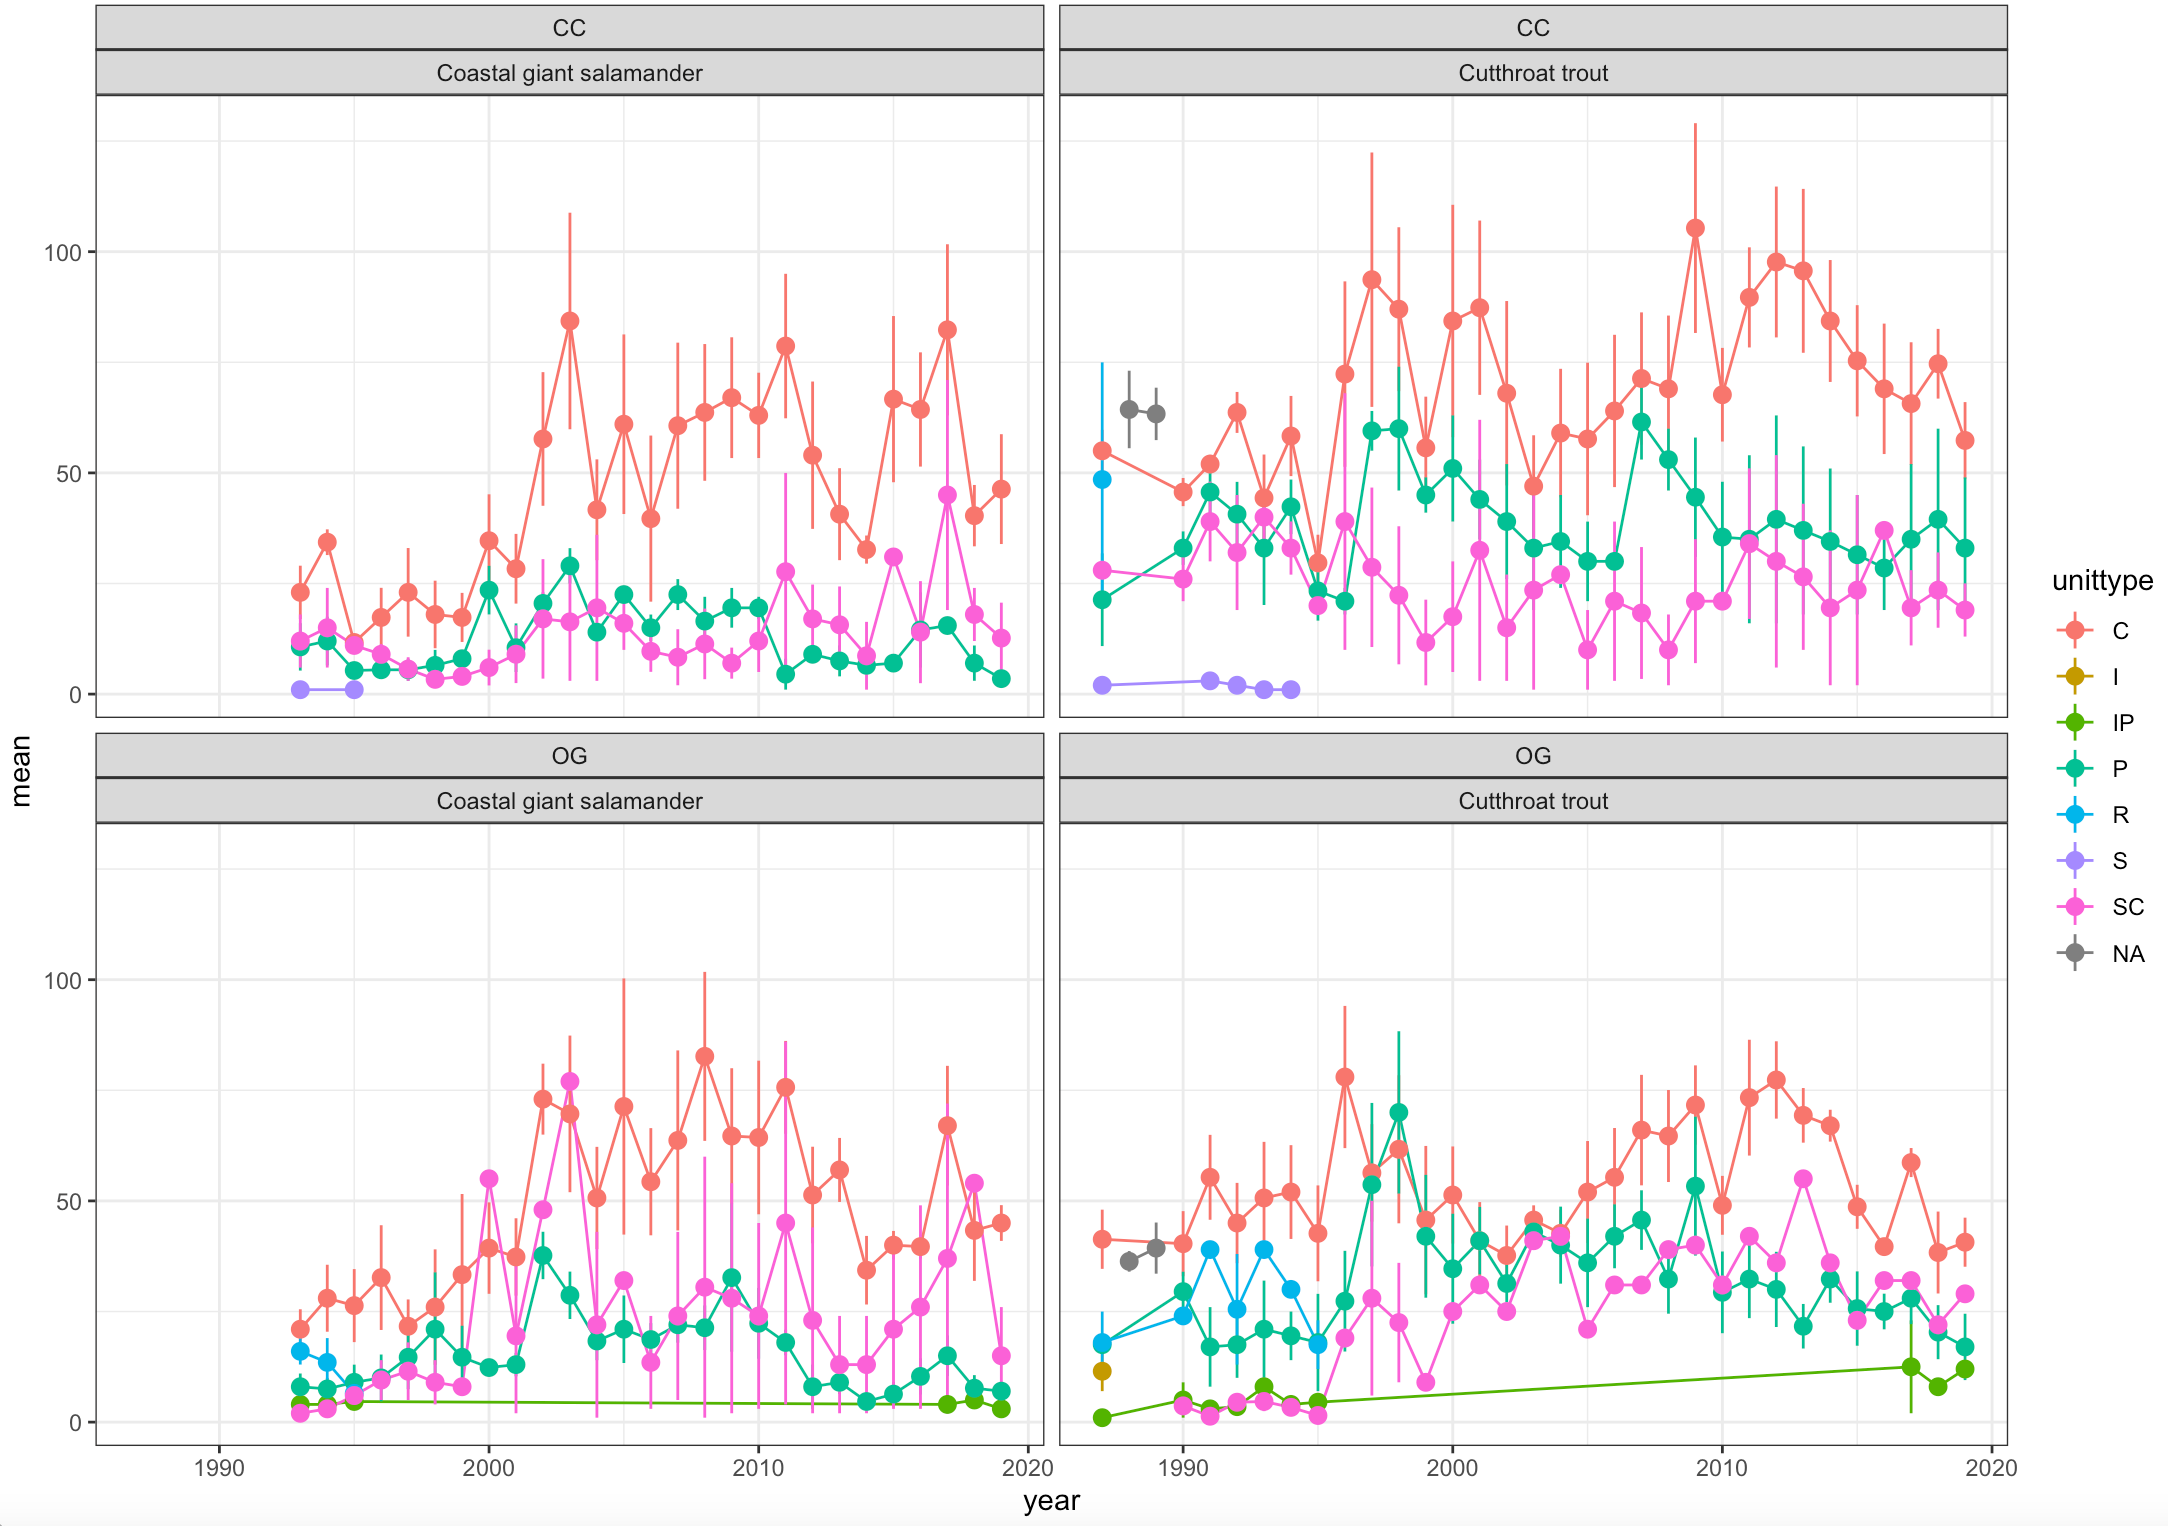 CC
CC
Coastal giant salamander
Cutthroat trout
100
50
0
OG
OG
Coastal giant salamander
Cutthroat trout
100
50
0
1990
2000
2010
2020
1990
2000
2010
2020
mean
year
unittype
C
I
IP
P
R
S
SC
NA